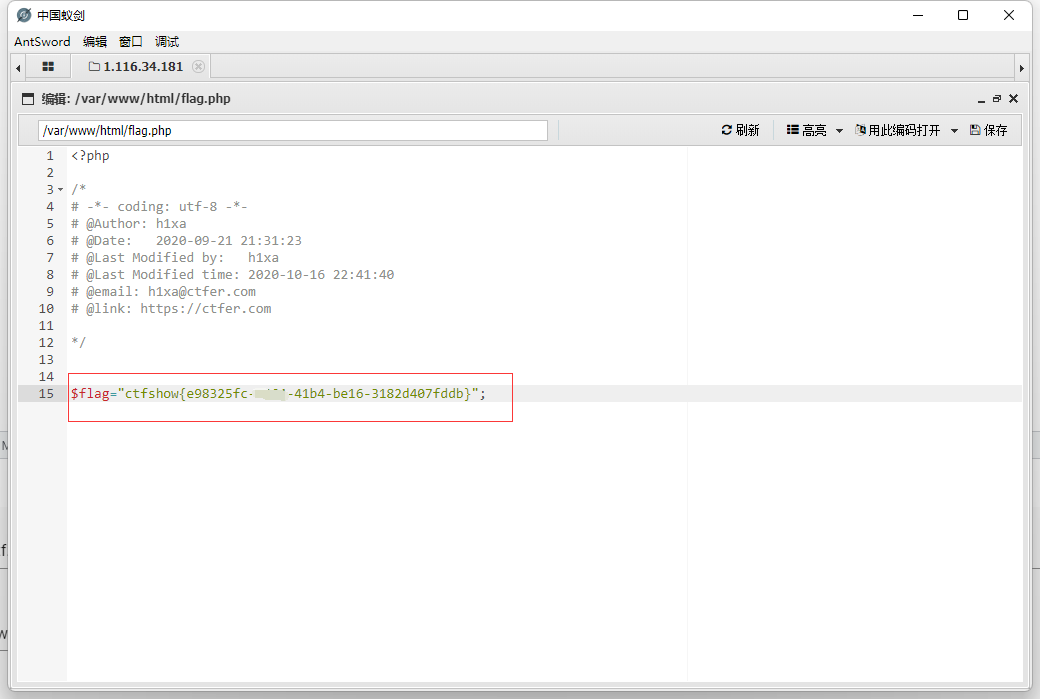 中国蚁剑
AntSword 编辑 窗口 调试
1.116.34.181
编辑: /var/www/html/flag.php
/var/www/html/flag.php 刷新 高亮 用此编码打开 保存
1 <?php
2
3 /*
4 # -*- coding: utf-8 -*-
5 # @Author: h1xa
6 # @Date:   2020-09-21 21:31:23
7 # @Last Modified by:   h1xa
8 # @Last Modified time: 2020-10-16 22:41:40
9 # @email: h1xa@ctfer.com
10 # @link: https://ctfer.com
11
12 */
13
14
15 $flag="ctfshow{e98325fc- -41b4-be16-3182d407fddb}";